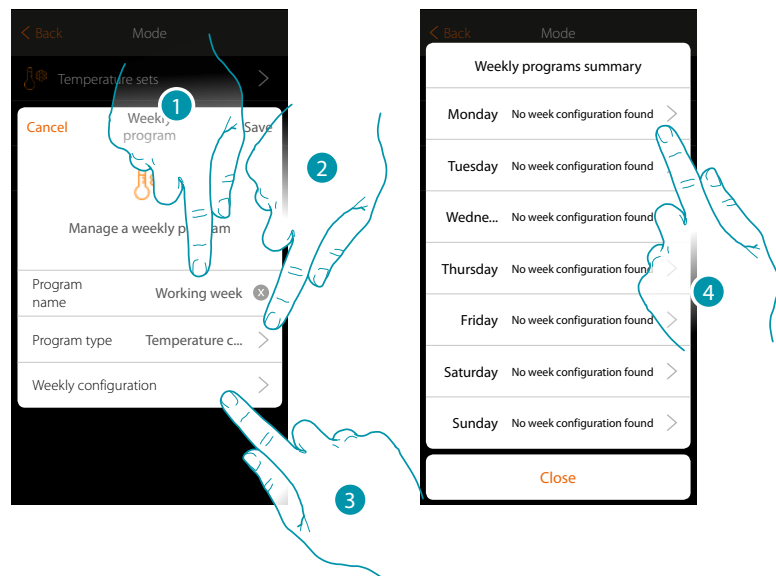 < Back Mode
Temperature sets
Cancel Weekly program Save
Manage a weekly p am
Program name Working week x
Program type Temperature c...
Weekly configuration
1
2
3
< Back Mode
Weekly programs summary
Monday No week configuration found
Tuesday No week configuration found
Wedne... No week configuration found
Thursday No week configuration found
Friday No week configuration found
Saturday No week configuration found
Sunday No week configuration found
Close
4